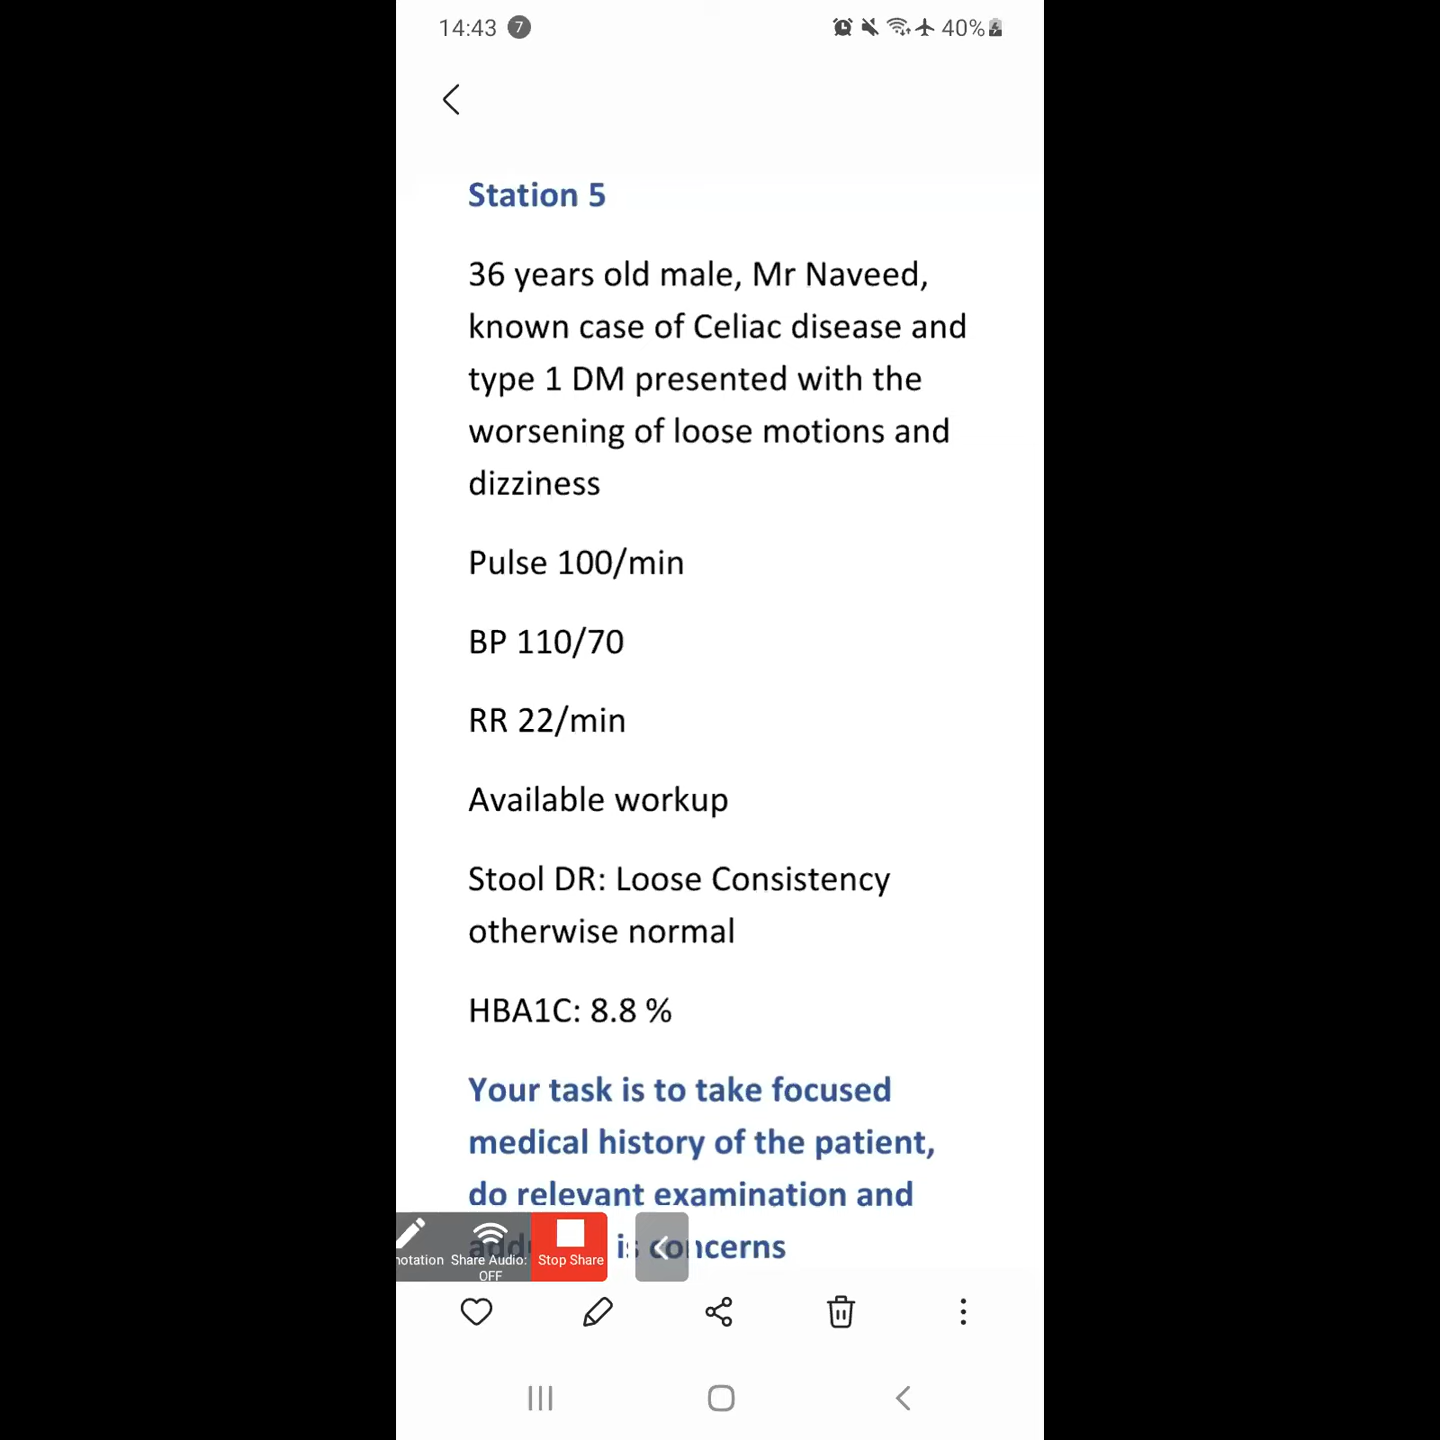 14:43 7 40%
Station 5
36 years old male, Mr Naveed,
known case of Celiac disease and
type 1 DM presented with the
worsening of loose motions and
dizziness
Pulse 100/min
BP 110/70
RR 22/min
Available workup
Stool DR: Loose Consistency
otherwise normal
HBA1C: 8.8 %
Your task is to take focused
medical history of the patient,
do relevant examination and
concerns
notation Share Audio: OFF Stop Share